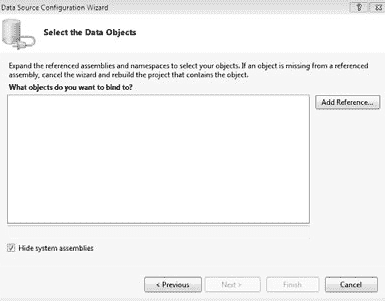 Data Source Configuration Wizard
Select the Data Objects
Expand the referenced assemblies and namespaces to select your objects. If an object is missing from a referenced
assembly, cancel the wizard and rebuild the project that contains the object.
What objects do you want to bind to?
Add Reference...
Hide system assemblies
< Previous
Next >
Finish
Cancel